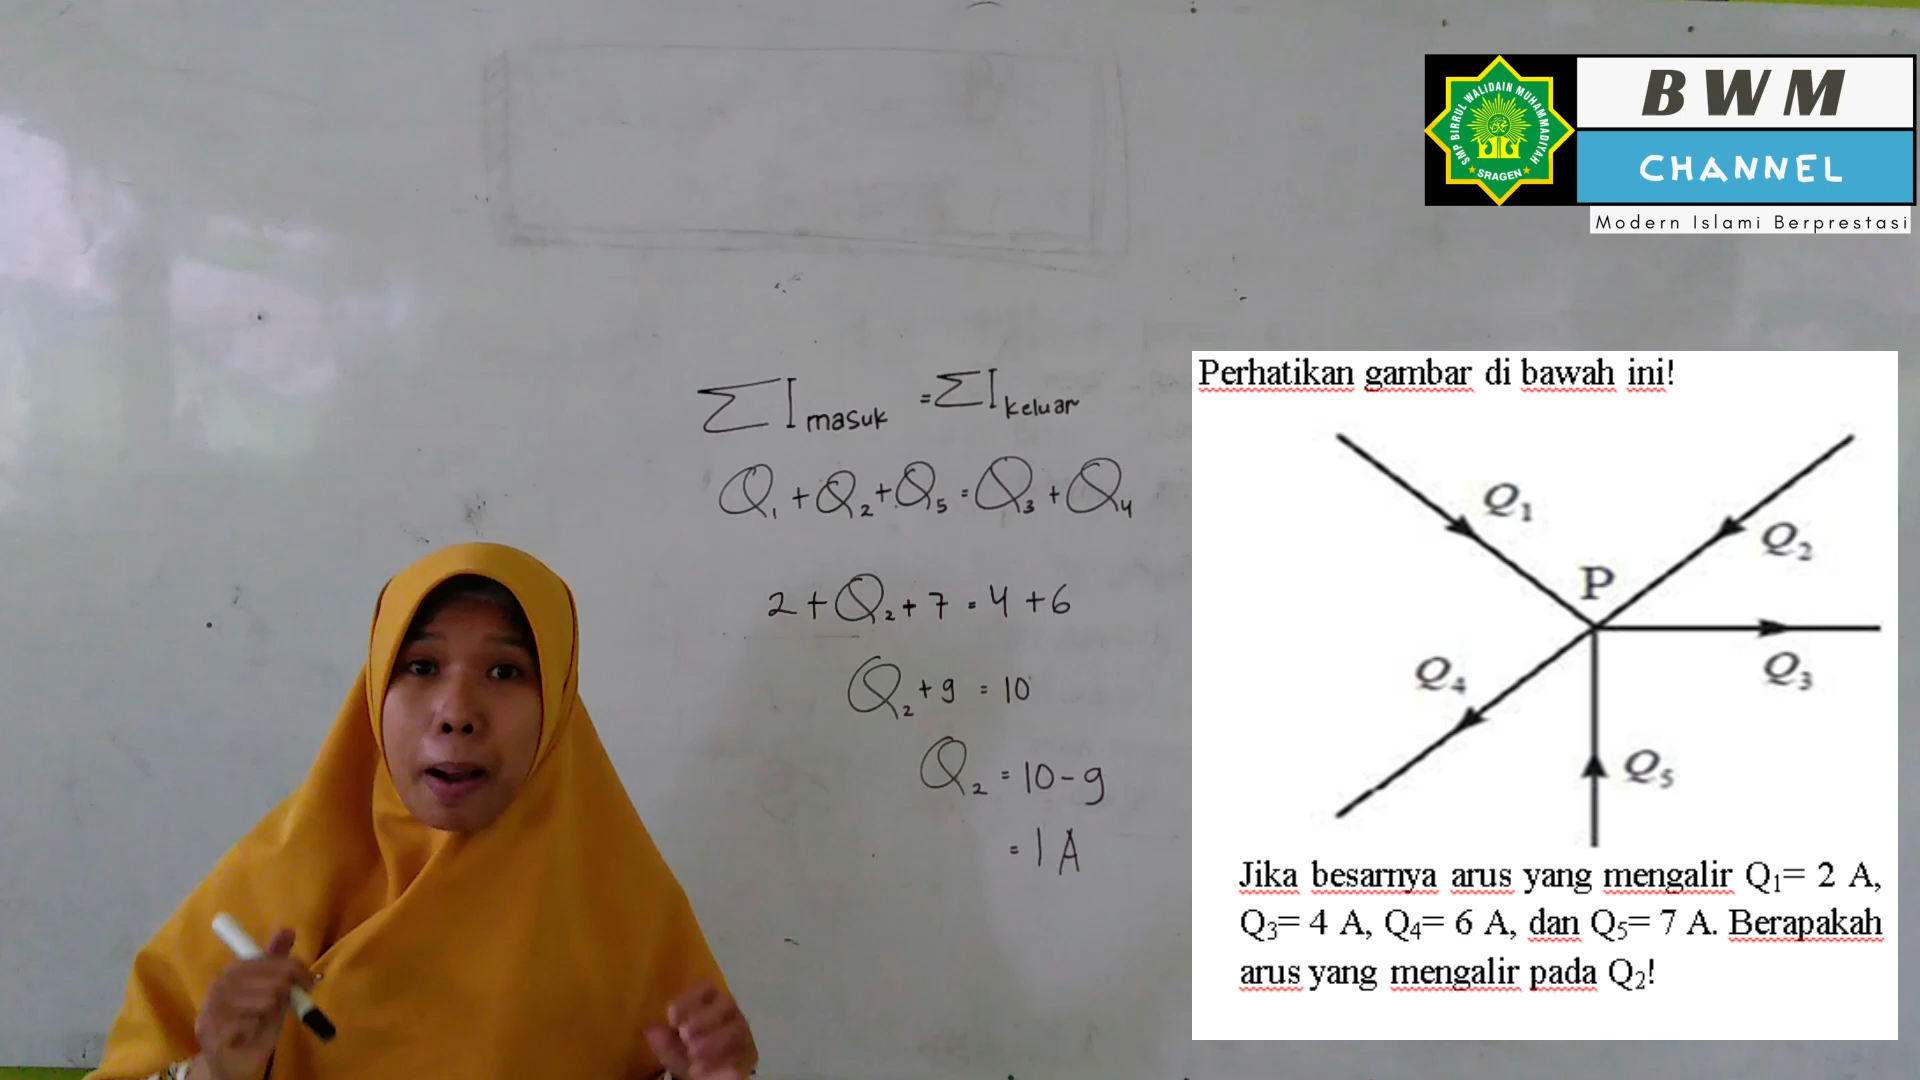 BWM
CHANNEL
Modern Islami Berprestasi
SMP BIRRUL WALIDAIN MUHAMMADIYAH
SRAGEN
ΣI masuk = ΣI keluar
Q₁ + Q₂ + Q₅ = Q₃ + Q₄
2 + Q₂ + 7 = 4 + 6
Q₂ + 9 = 10
Q₂ = 10 - 9
= 1 A
Perhatikan gambar di bawah ini!
Q₁
Q₂
P
Q₃
Q₄
Q₅
Jika besarnya arus yang mengalir Q₁= 2 A,
Q₃= 4 A, Q₄= 6 A, dan Q₅= 7 A. Berapakah
arus yang mengalir pada Q₂!